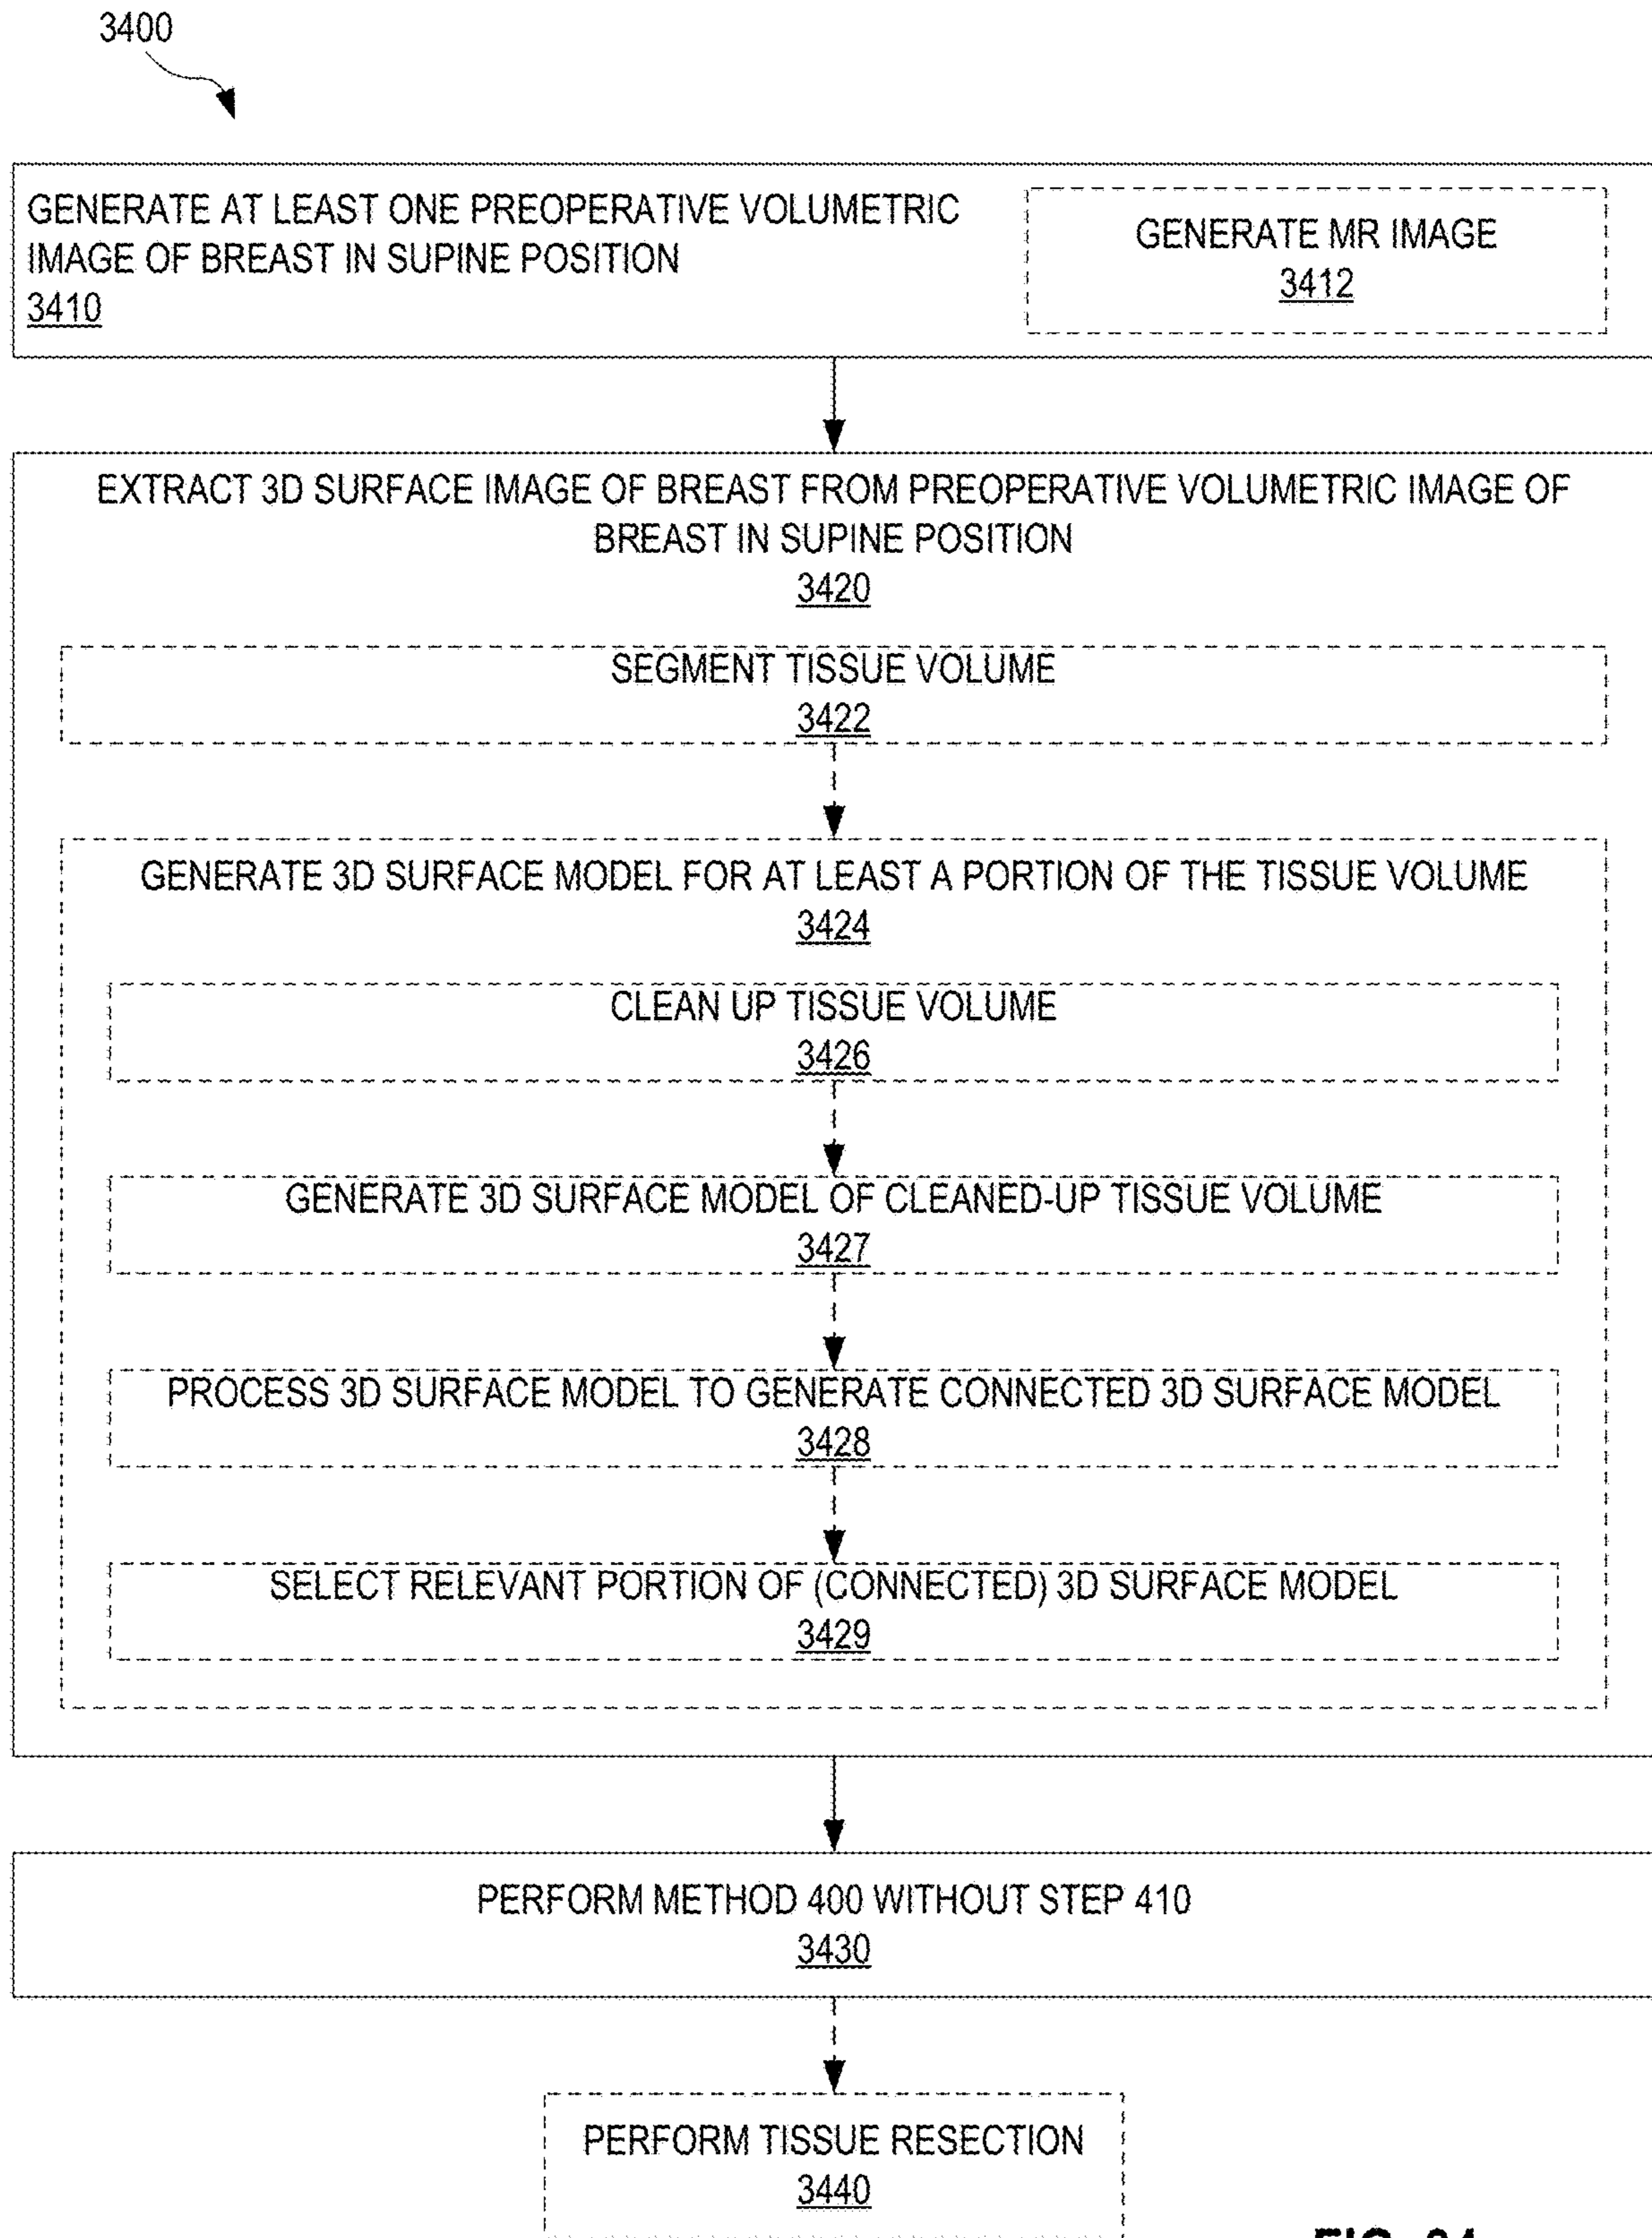 3400
GENERATE AT LEAST ONE PREOPERATIVE VOLUMETRIC
IMAGE OF BREAST IN SUPINE POSITION
3410
GENERATE MR IMAGE
3412
EXTRACT 3D SURFACE IMAGE OF BREAST FROM PREOPERATIVE VOLUMETRIC IMAGE OF
BREAST IN SUPINE POSITION
3420
SEGMENT TISSUE VOLUME
3422
GENERATE 3D SURFACE MODEL FOR AT LEAST A PORTION OF THE TISSUE VOLUME
3424
CLEAN UP TISSUE VOLUME
3426
GENERATE 3D SURFACE MODEL OF CLEANED-UP TISSUE VOLUME
3427
PROCESS 3D SURFACE MODEL TO GENERATE CONNECTED 3D SURFACE MODEL
3428
SELECT RELEVANT PORTION OF (CONNECTED) 3D SURFACE MODEL
3429
PERFORM METHOD 400 WITHOUT STEP 410
3430
PERFORM TISSUE RESECTION
3440